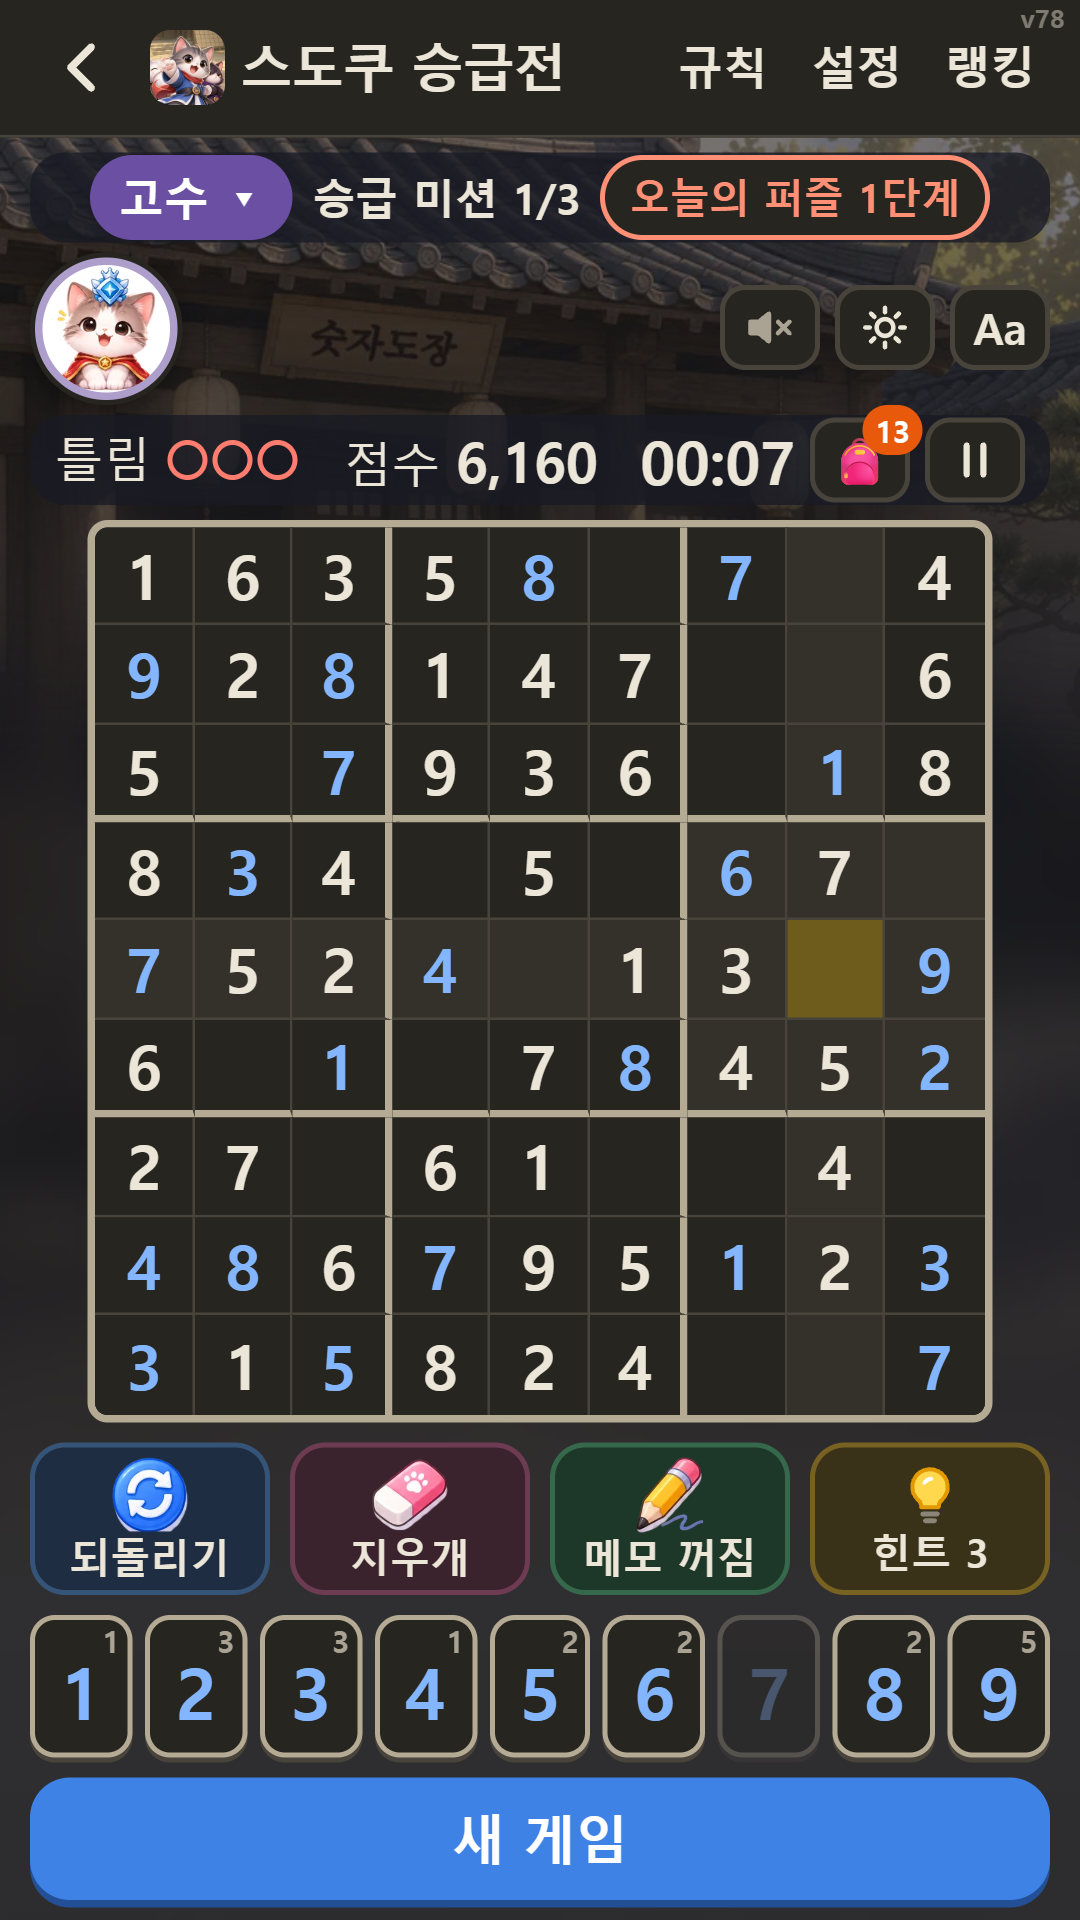 v78
스도쿠 승급전 규칙 설정 랭킹
고수 ▼ 승급 미션 1/3 오늘의 퍼즐 1단계
숫자도장
Aa
틀림 점수 6,160 00:07 13
1 6 3 5 8 7 4
9 2 8 1 4 7 6
5 7 9 3 6 1 8
8 3 4 5 6 7
7 5 2 4 1 3 9
6 1 7 8 4 5 2
2 7 6 1 4
4 8 6 7 9 5 1 2 3
3 1 5 8 2 4 7
되돌리기 지우개 메모 꺼짐 힌트 3
1 3 3 1 2 2 2 5
1 2 3 4 5 6 7 8 9
새 게임